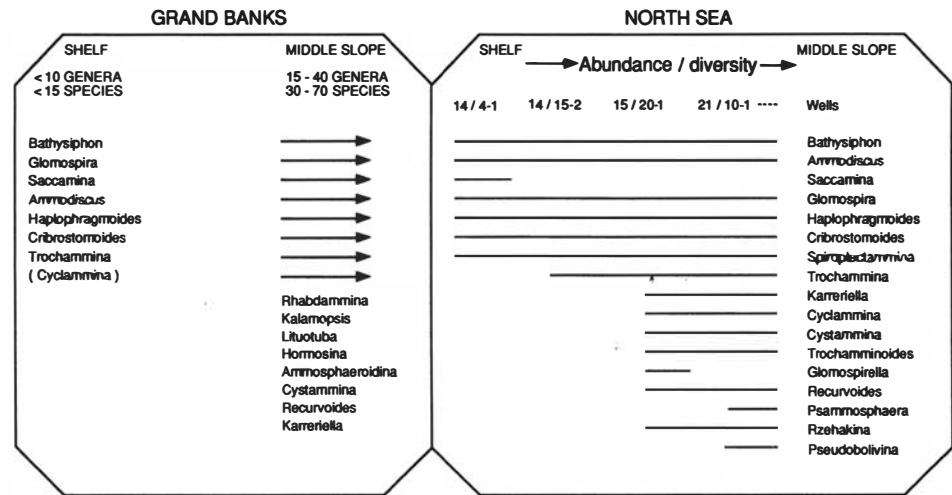 GRAND BANKS
SHELF
MIDDLE SLOPE
<10 GENERA
<15 SPECIES
15 - 40 GENERA
30 - 70 SPECIES
Bathysiphon
Glomospira
Saccamina
Ammodiscus
Haplophragmoides
Cribrostomoides
Trochammina
( Cyclammina )
Rhabdammina
Kalamopsis
Lituotuba
Hormosina
Ammosphaeroidina
Cystammina
Recurvoides
Karreriella
NORTH SEA
SHELF
MIDDLE SLOPE
Abundance / diversity
14 / 4-1 14 / 15-2 15 / 20-1 21 / 10-1 ---- Wells
Bathysiphon
Ammodiscus
Saccamina
Glomospira
Haplophragmoides
Cribrostomoides
Spiroplectammina
Trochammina
Karreriella
Cyclammina
Cystammina
Trochamminoides
Glomospirella
Recurvoides
Psammosphaera
Rzehakina
Pseudobolivina